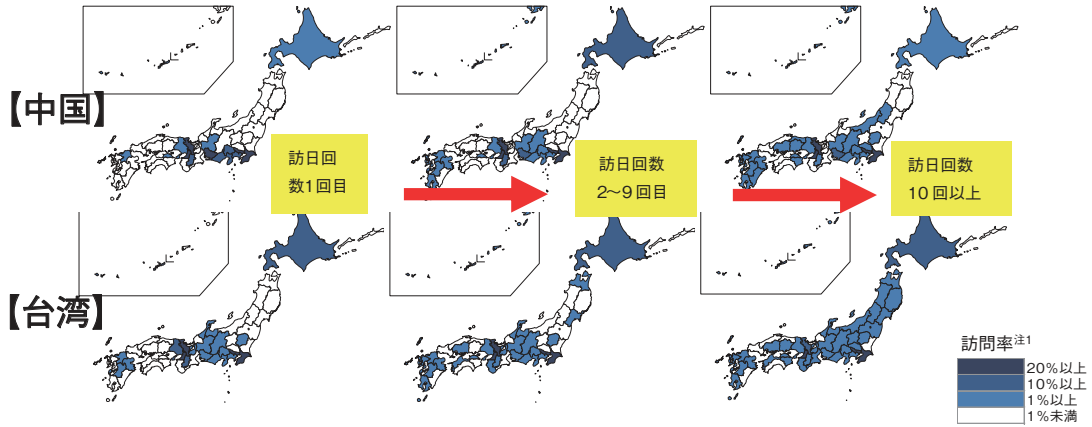 【中国】
訪日回
数1回目
訪日回数
2〜9回目
訪日回数
10回以上
【台湾】
訪問率注1
20%以上
10%以上
1%以上
1%未満